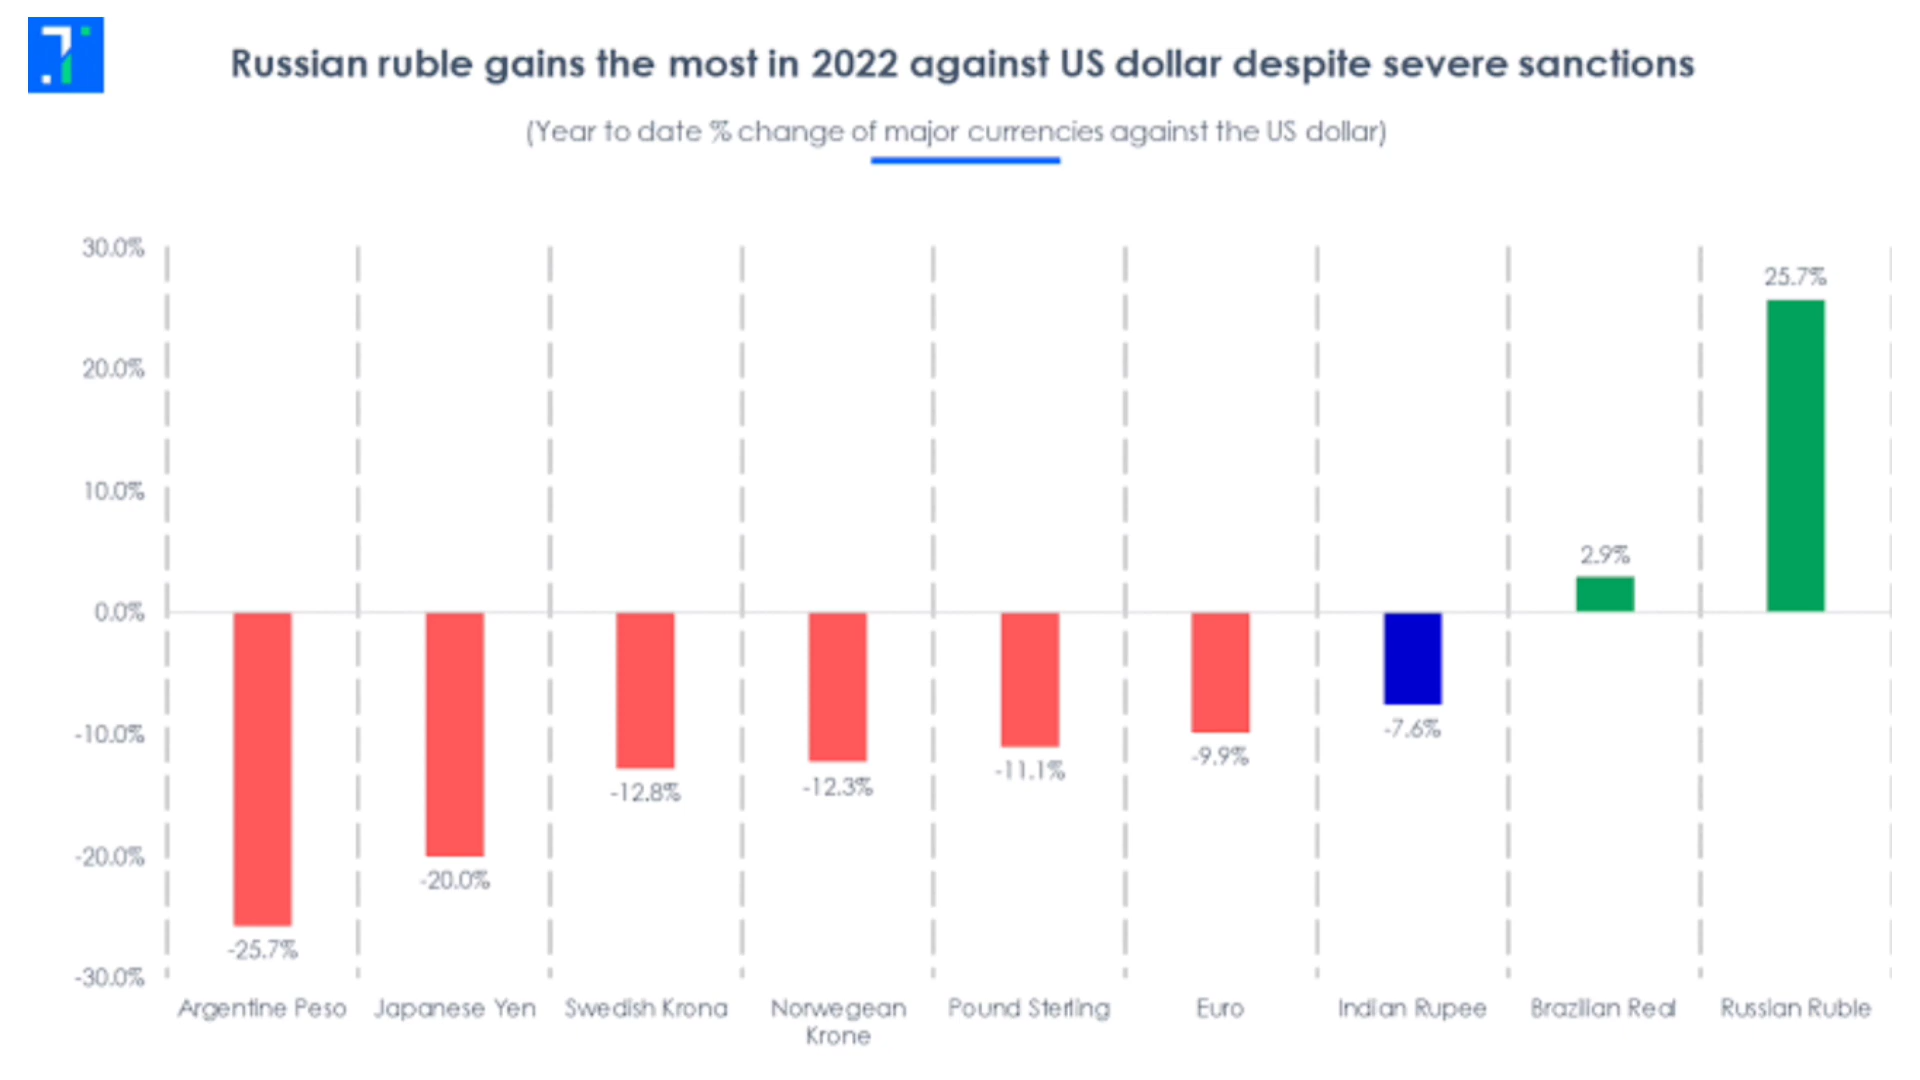 Russian ruble gains the most in 2022 against US dollar despite severe sanctions
(Year to date % change of major currencies against the US dollar)
30.0%
20.0%
10.0%
0.0%
-10.0%
-20.0%
-30.0%
-25.7%
-20.0%
-12.8%
-12.3%
-11.1%
-9.9%
-7.6%
2.9%
25.7%
Argentine Peso
Japanese Yen
Swedish Krona
Norwegean
Krone
Pound Sterling
Euro
Indian Rupee
Brazilian Real
Russian Ruble